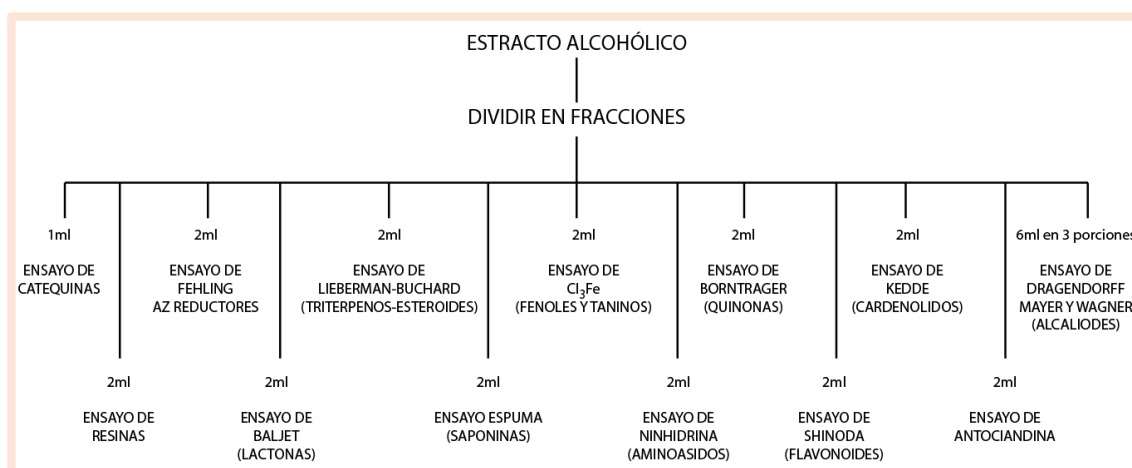 ESTRACTO ALCOHÓLICO
DIVIDIR EN FRACCIONES
1ml
ENSAYO DE
CATEQUINAS
2ml
ENSAYO DE
FEHLING
AZ REDUCTORES
2ml
ENSAYO DE
LIEBERMAN-BUCHARD
(TRITERPENOS-ESTEROIDES)
2ml
ENSAYO DE
Cl₃Fe
(FENOLES Y TANINOS)
2ml
ENSAYO DE
BORNTRAGER
(QUINONAS)
2ml
ENSAYO DE
KEDDE
(CARDENOLIDOS)
6ml en 3 porciones
ENSAYO DE
DRAGENDORFF
MAYER Y WAGNER
(ALCALIODES)
2ml
ENSAYO DE
RESINAS
2ml
ENSAYO DE
BALJET
(LACTONAS)
2ml
ENSAYO ESPUMA
(SAPONINAS)
2ml
ENSAYO DE
NINHIDRINA
(AMINOASIDOS)
2ml
ENSAYO DE
SHINODA
(FLAVONOIDES)
2ml
ENSAYO DE
ANTOCIANDINA